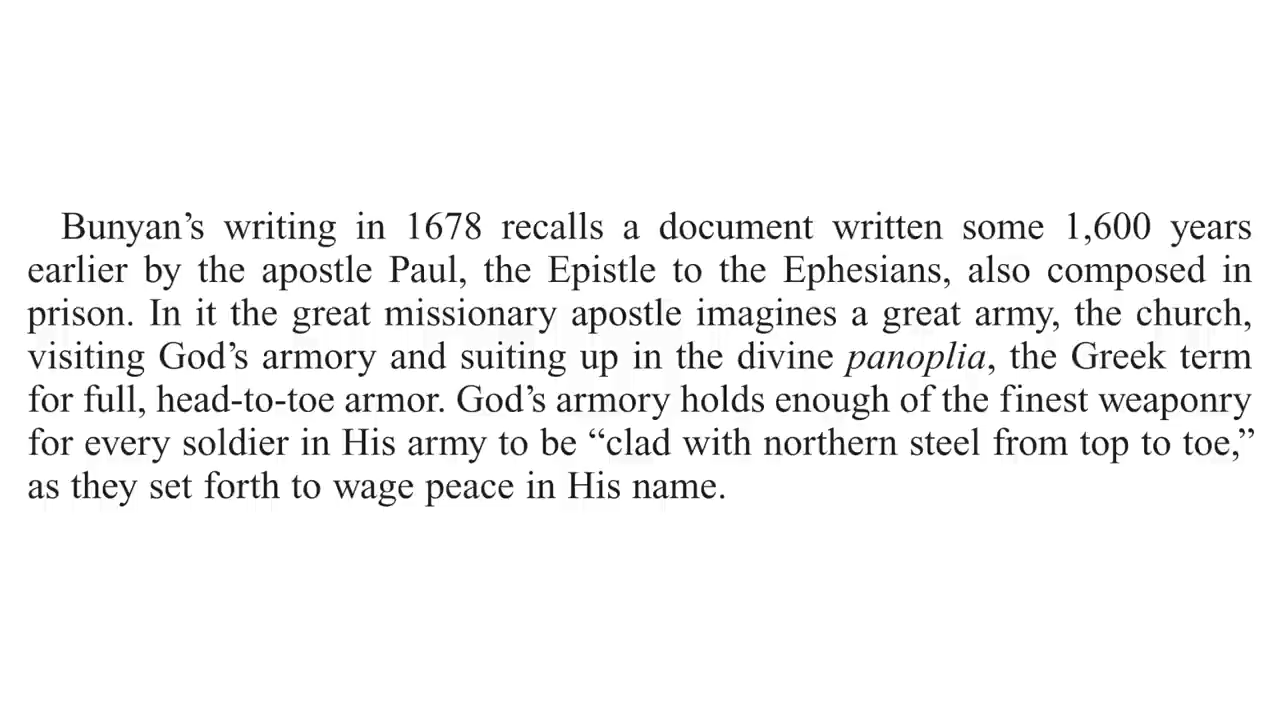 Bunyan’s writing in 1678 recalls a document written some 1,600 years
earlier by the apostle Paul, the Epistle to the Ephesians, also composed in
prison. In it the great missionary apostle imagines a great army, the church,
visiting God’s armory and suiting up in the divine panoplia, the Greek term
for full, head-to-toe armor. God’s armory holds enough of the finest weaponry
for every soldier in His army to be “clad with northern steel from top to toe,”
as they set forth to wage peace in His name.